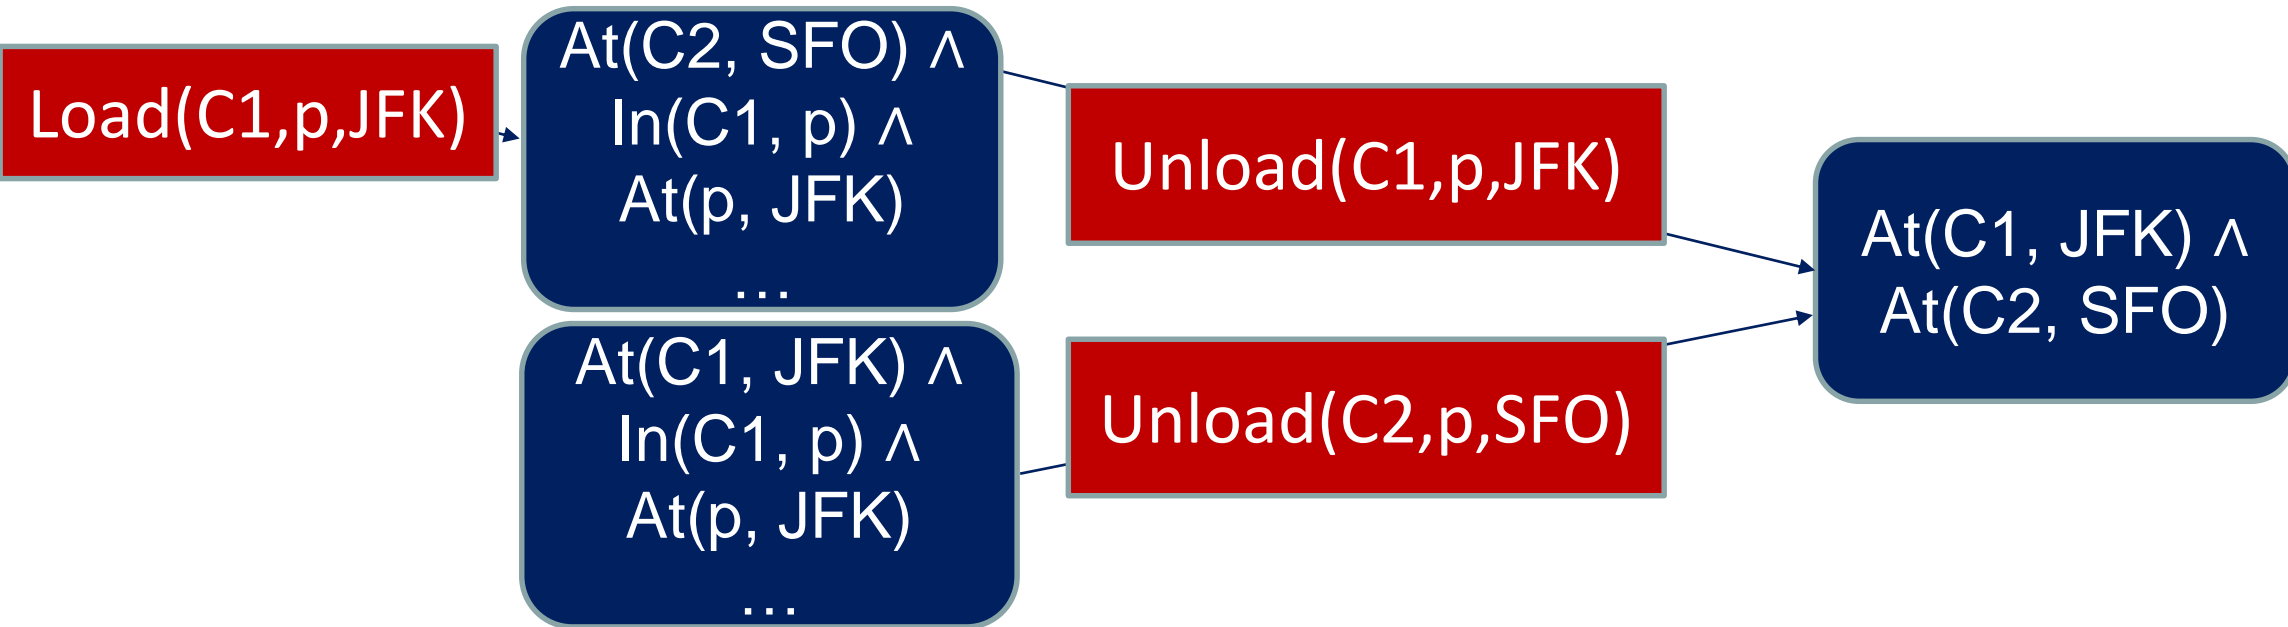 Load(C1,p,JFK)
At(C2, SFO) ∧
In(C1, p) ∧
At(p, JFK)
…
At(C1, JFK) ∧
In(C1, p) ∧
At(p, JFK)
…
Unload(C1,p,JFK)
Unload(C2,p,SFO)
At(C1, JFK) ∧
At(C2, SFO)